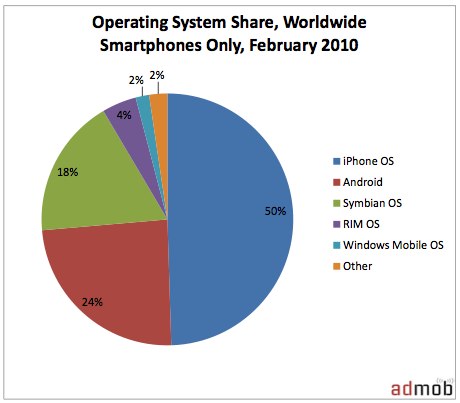 Operating System Share, Worldwide
Smartphones Only, February 2010
2%
2%
4%
18%
50%
24%
iPhone OS
Android
Symbian OS
RIM OS
Windows Mobile OS
Other
admob